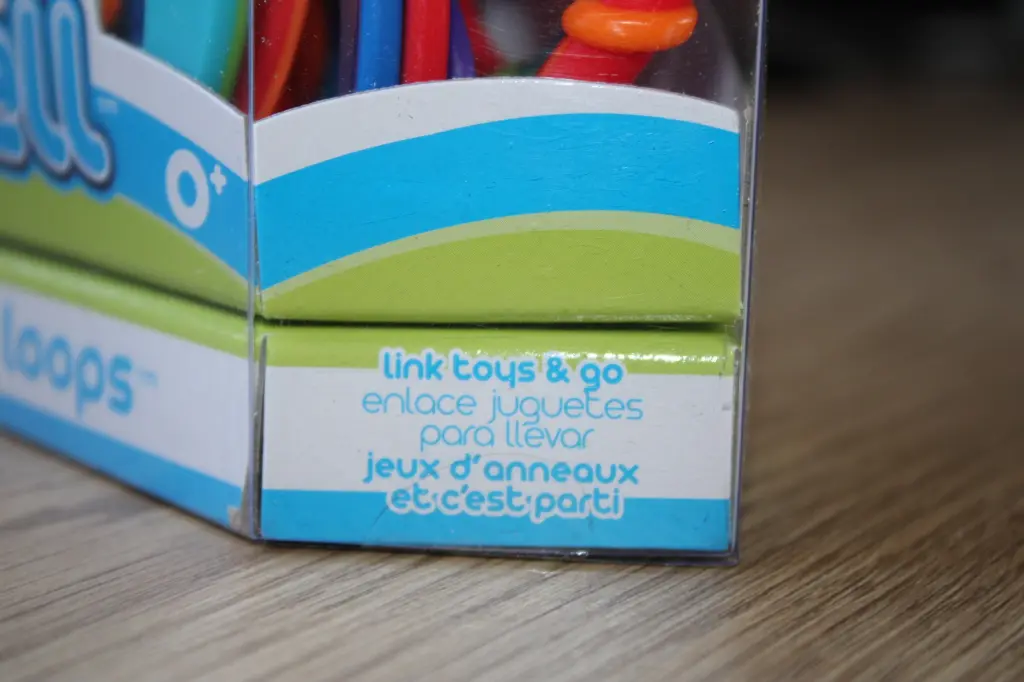 0+
loops
link toys & go
enlace juguetes
para llevar
jeux d'anneaux
et c'est parti